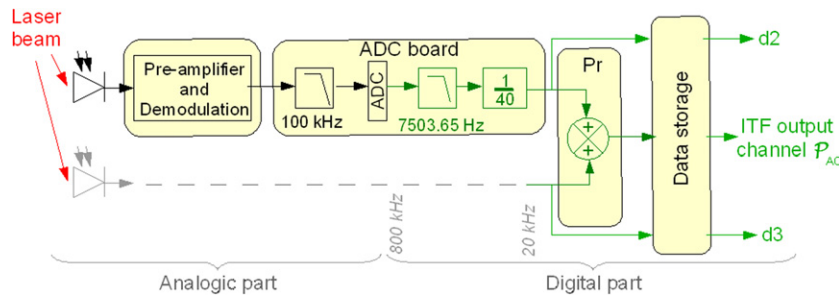 Laser
beam
ADC board
Pre-amplifier
and
Demodulation
100 kHz
ADC
7503.65 Hz
1
40
Pr
+
+
Data storage
d2
ITF output
channel P_AC
d3
800 kHz
20 kHz
Analogic part
Digital part